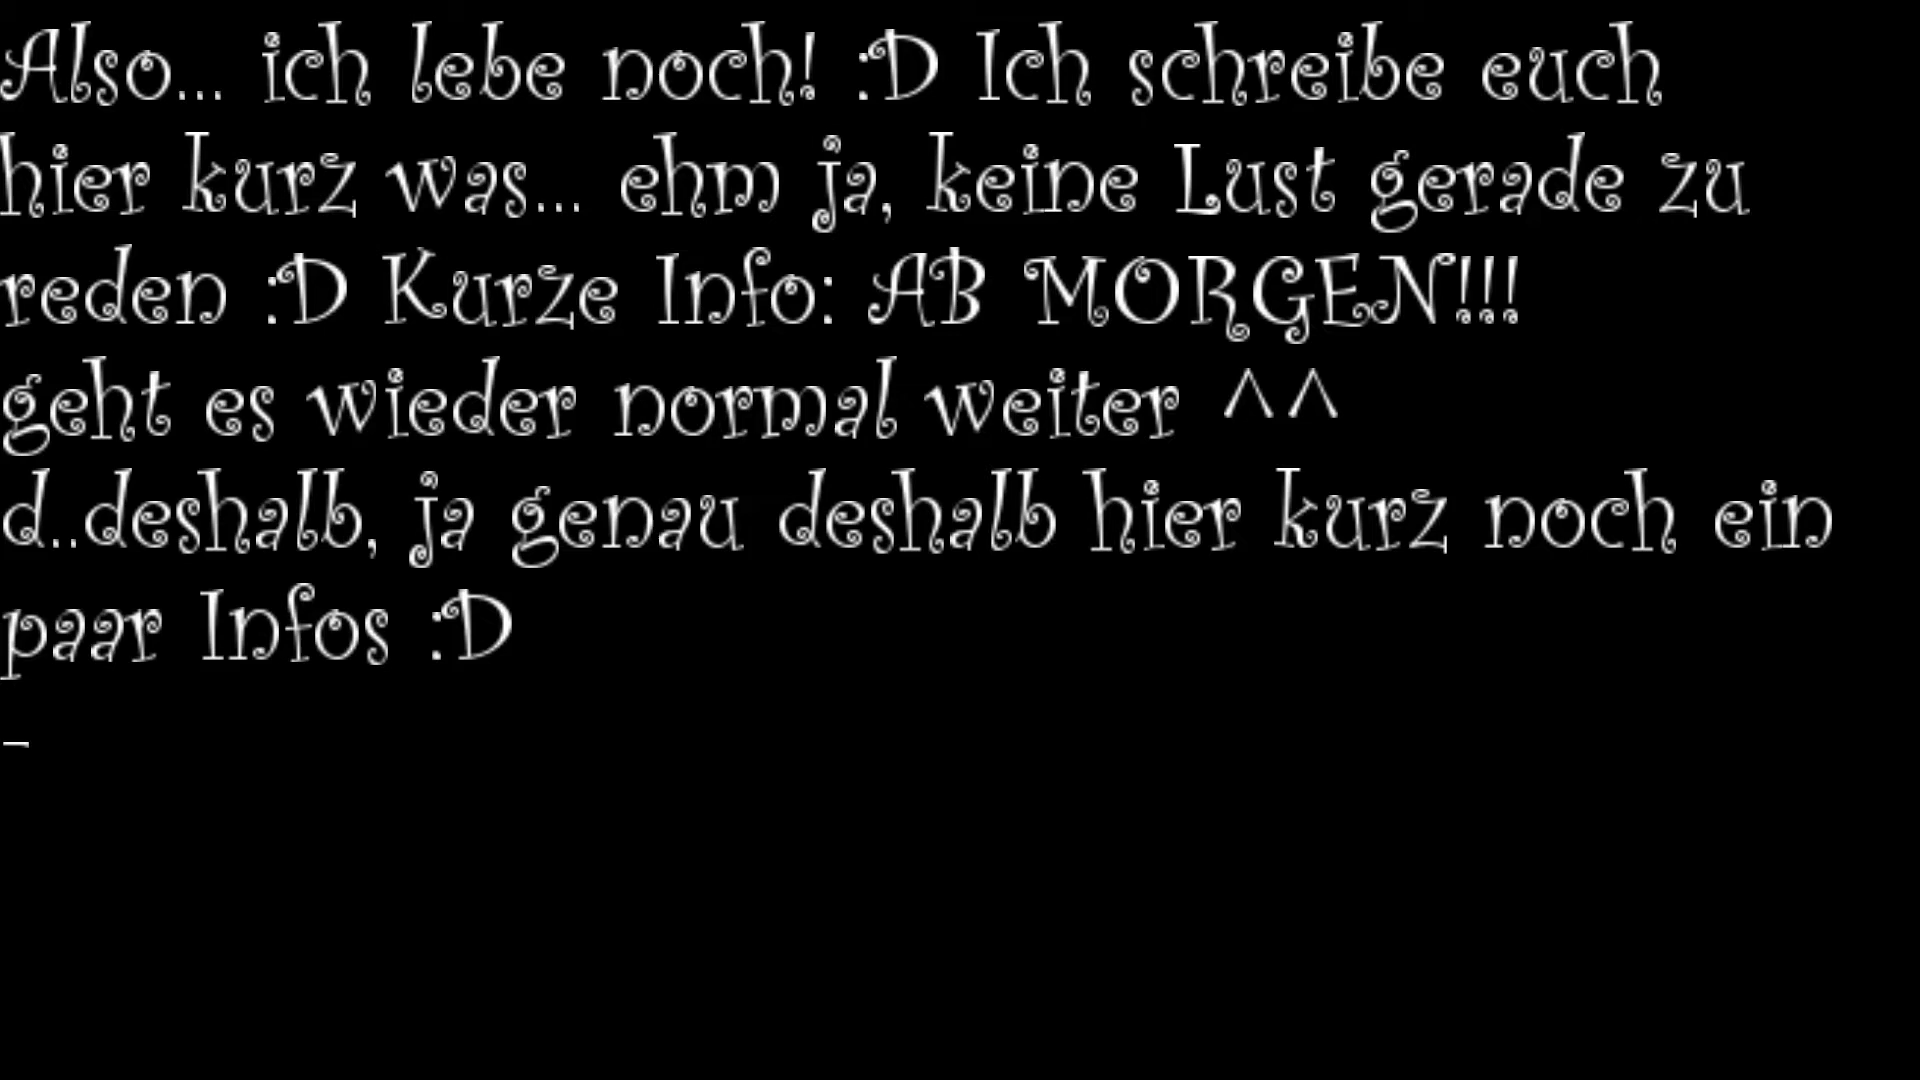 Also... ich lebe noch! :D Ich schreibe euch
hier kurz was... ehm ja, keine Lust gerade zu
reden :D Kurze Info: AB MORGEN!!!
geht es wieder normal weiter ^^
d..deshalb, ja genau deshalb hier kurz noch ein
paar Infos :D
_